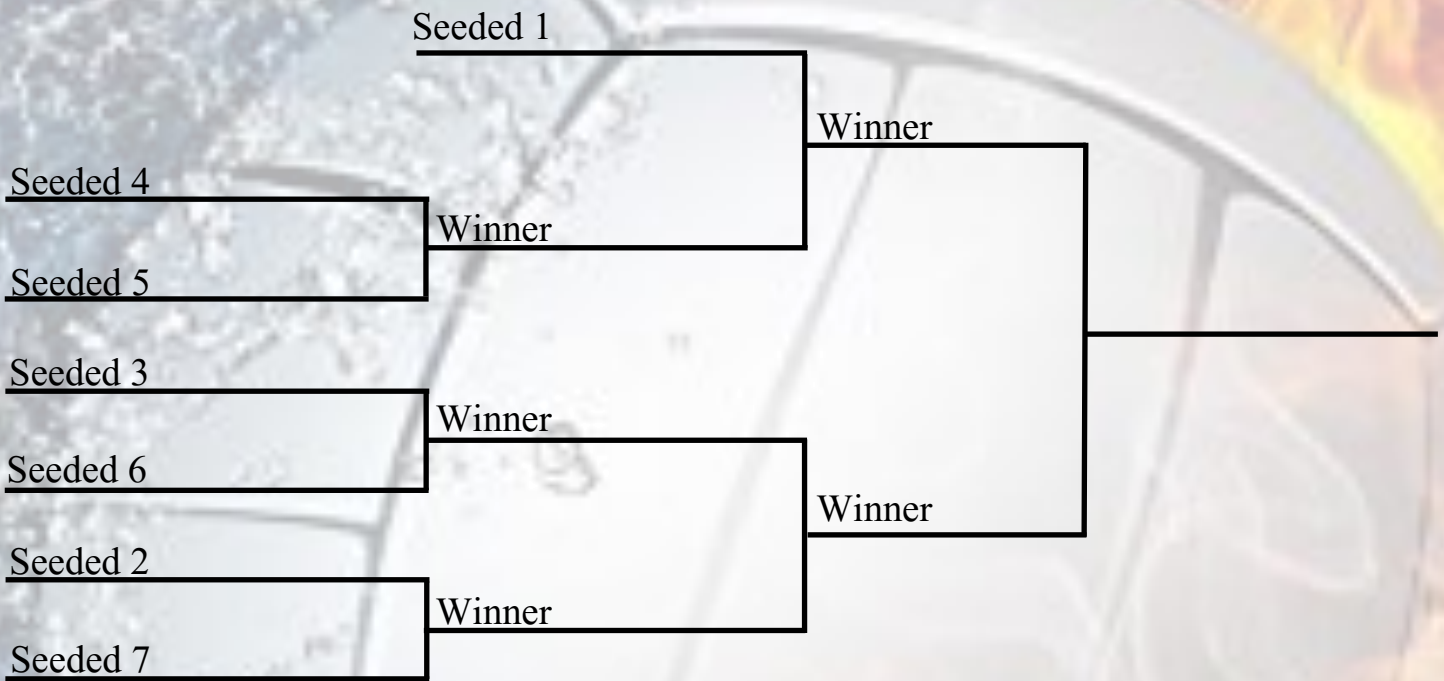 Seeded 1
Winner
Seeded 4
Winner
Seeded 5
Seeded 3
Winner
Seeded 6
Winner
Seeded 2
Winner
Seeded 7